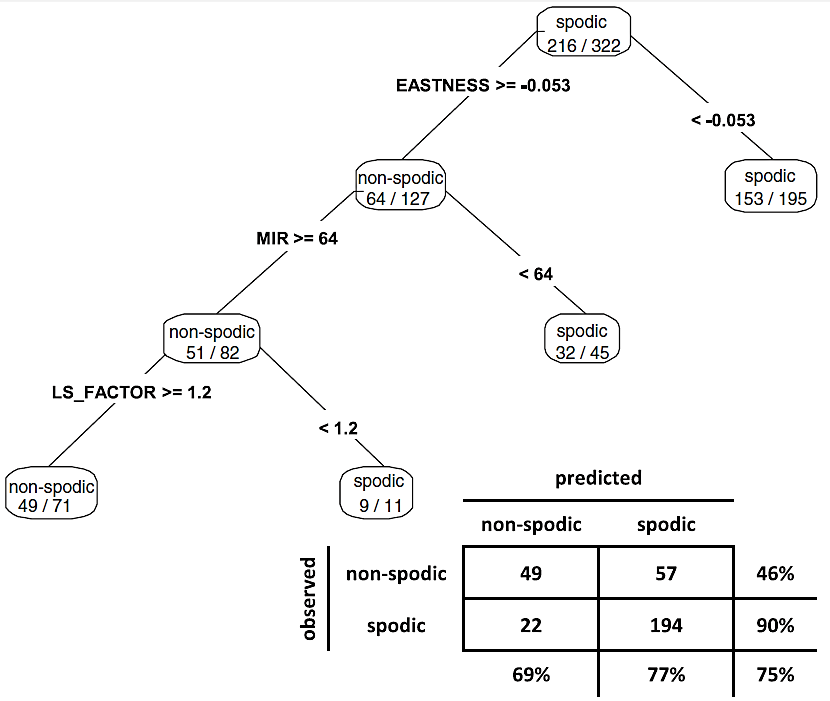 spodic
216 / 322
EASTNESS >= -0.053
< -0.053
non-spodic
64 / 127
spodic
153 / 195
MIR >= 64
< 64
non-spodic
51 / 82
spodic
32 / 45
LS_FACTOR >= 1.2
< 1.2
non-spodic
49 / 71
spodic
9 / 11
predicted
non-spodic spodic
observed
non-spodic 49 57 46%
spodic 22 194 90%
69% 77% 75%